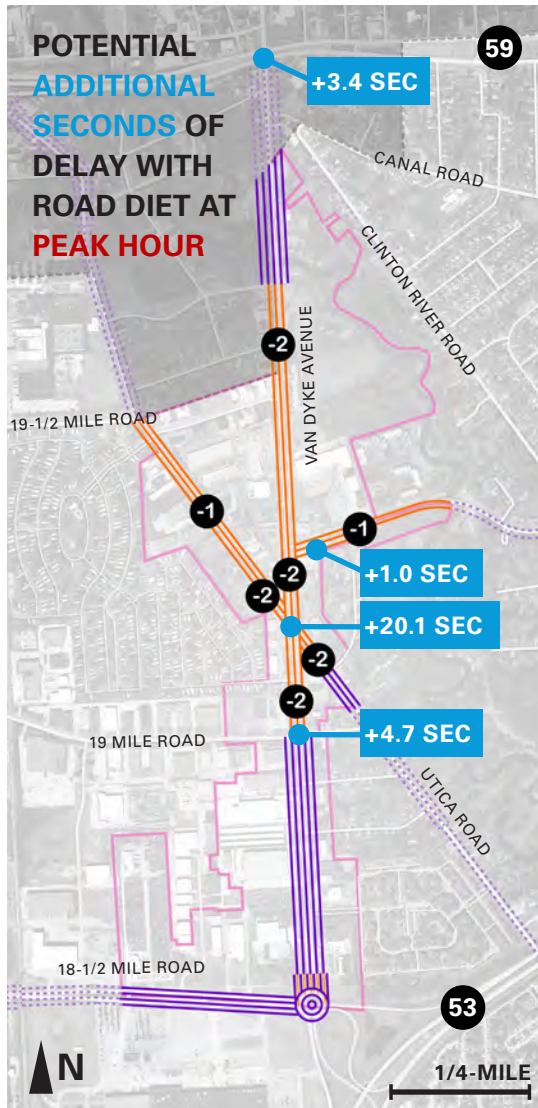 POTENTIAL
ADDITIONAL
SECONDS OF
DELAY WITH
ROAD DIET AT
PEAK HOUR
59
+3.4 SEC
CANAL ROAD
CLINTON RIVER ROAD
VAN DYKE AVENUE
-2
19-1/2 MILE ROAD
-1
-1
+1.0 SEC
-2
-2
+20.1 SEC
-2
-2
+4.7 SEC
19 MILE ROAD
UTICA ROAD
18-1/2 MILE ROAD
53
N
1/4-MILE